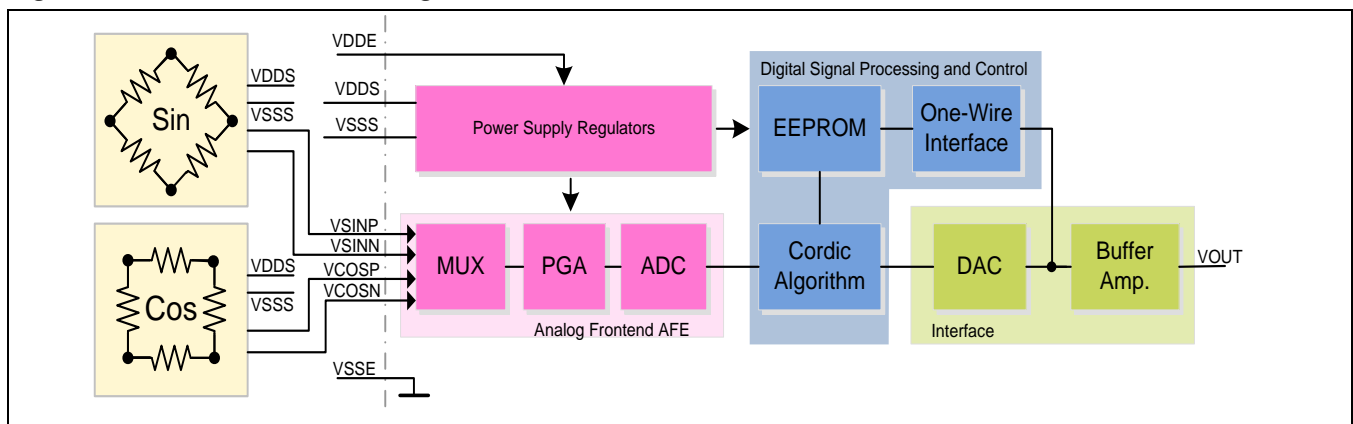 VDDE
Digital Signal Processing and Control
VDDS
VSSS
Sin
VDDS
VSSS
Power Supply Regulators
EEPROM
One-Wire
Interface
VSINP
VSINN
VCOSP
VCOSN
VDDS
VSSS
Cos
MUX
PGA
ADC
Analog Frontend AFE
Cordic
Algorithm
DAC
Buffer
Amp.
Interface
VOUT
VSSE